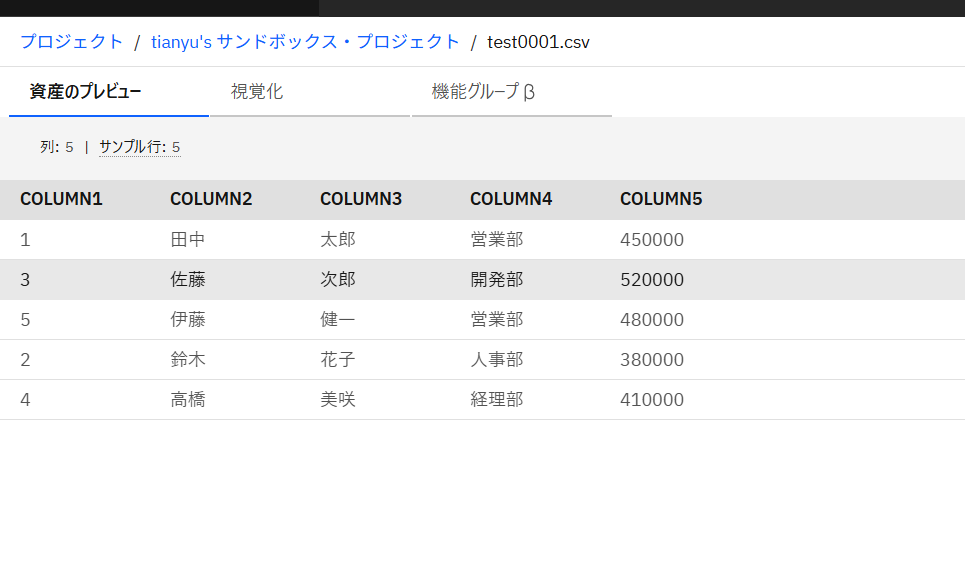 プロジェクト / tianyu's サンドボックス・プロジェクト / test0001.csv
資産のプレビュー 視覚化 機能グループ β
列: 5 | サンプル行: 5
COLUMN1 COLUMN2 COLUMN3 COLUMN4 COLUMN5
1 田中 太郎 営業部 450000
3 佐藤 次郎 開発部 520000
5 伊藤 健一 営業部 480000
2 鈴木 花子 人事部 380000
4 高橋 美咲 経理部 410000